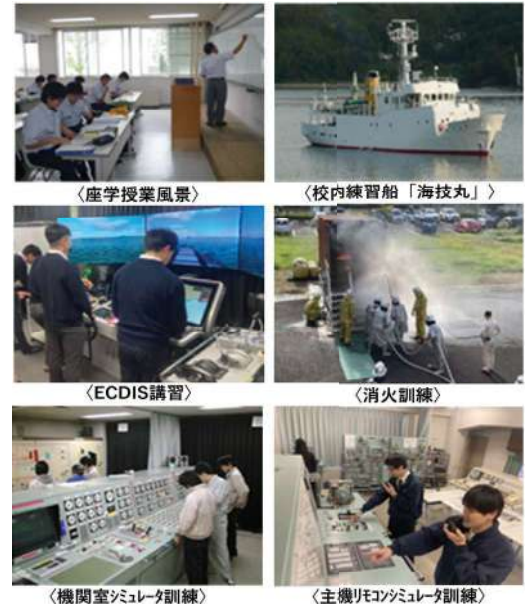 〈座学授業風景〉
〈校内練習船「海技丸」〉
〈ECDIS講習〉
〈消火訓練〉
〈機関室シミュレータ訓練〉
〈主機リモコンシミュレータ訓練〉